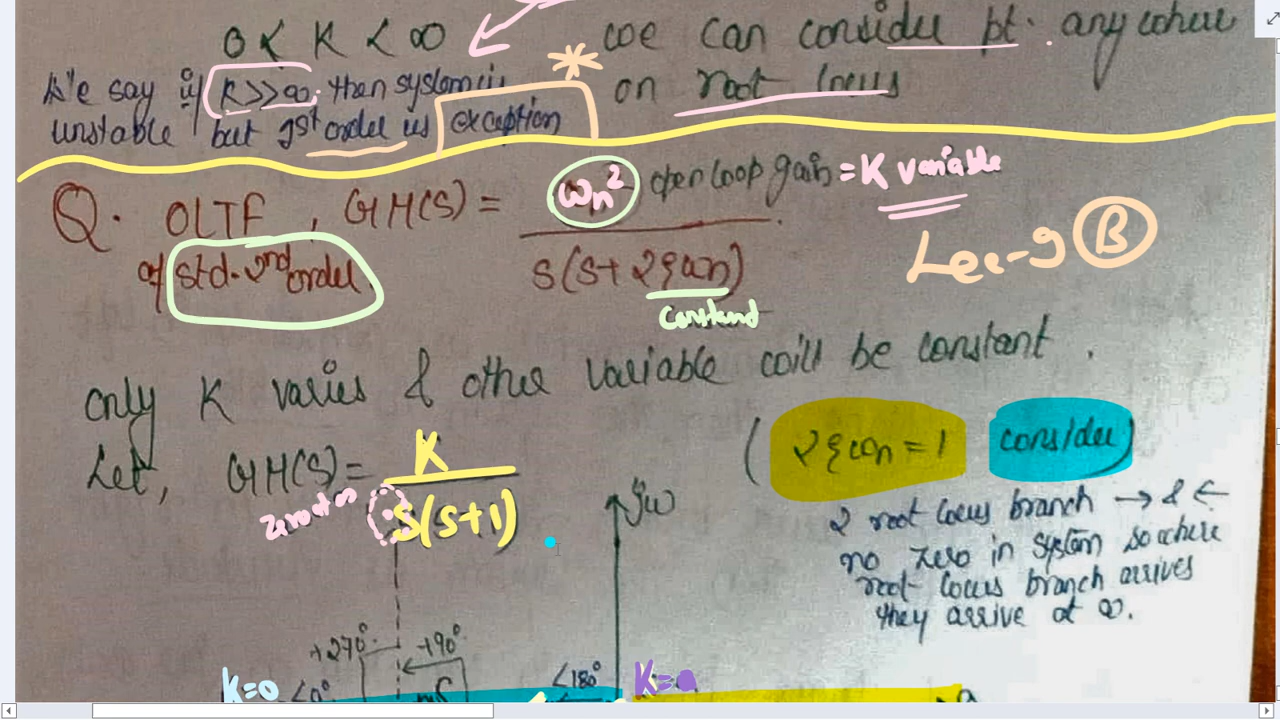 0 < K < ∞
we can consider pt. anywhere
on root locus
We say if K>>∞ then system is
unstable but 1st order is exception
Q. OLTF, GH(S) = ωn² / s(s+2ξωn)
open loop gain = K variable
of std. 2nd order
constand
Lec-9 B
only K varies & other variable will be constant.
Let, GH(S) = K / s(s+1)
(2ξωn = 1 consider)
jω
2 root locus branch → & ←
no zero in system so where
root locus branch arrives
they arrive at ∞.
+270° +90°
K=0 <0° <180° K=0